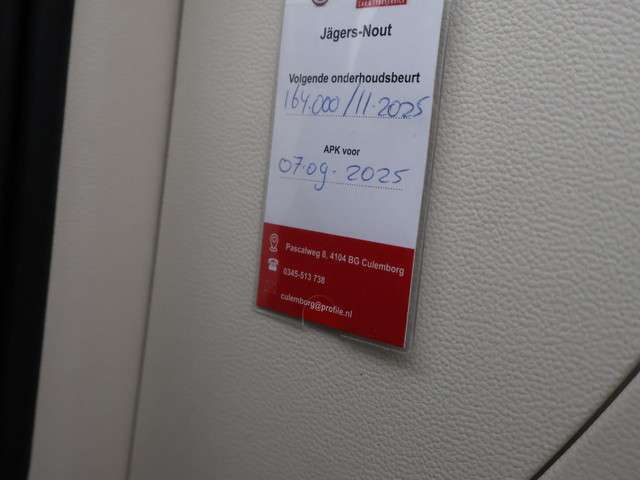 Jägers-Nout
Volgende onderhoudsbeurt
164.000/11-2025
APK voor
07-09-2025
Pascalweg 8, 4104 BG Culemborg
0345-513 738
culemborg@profile.nl